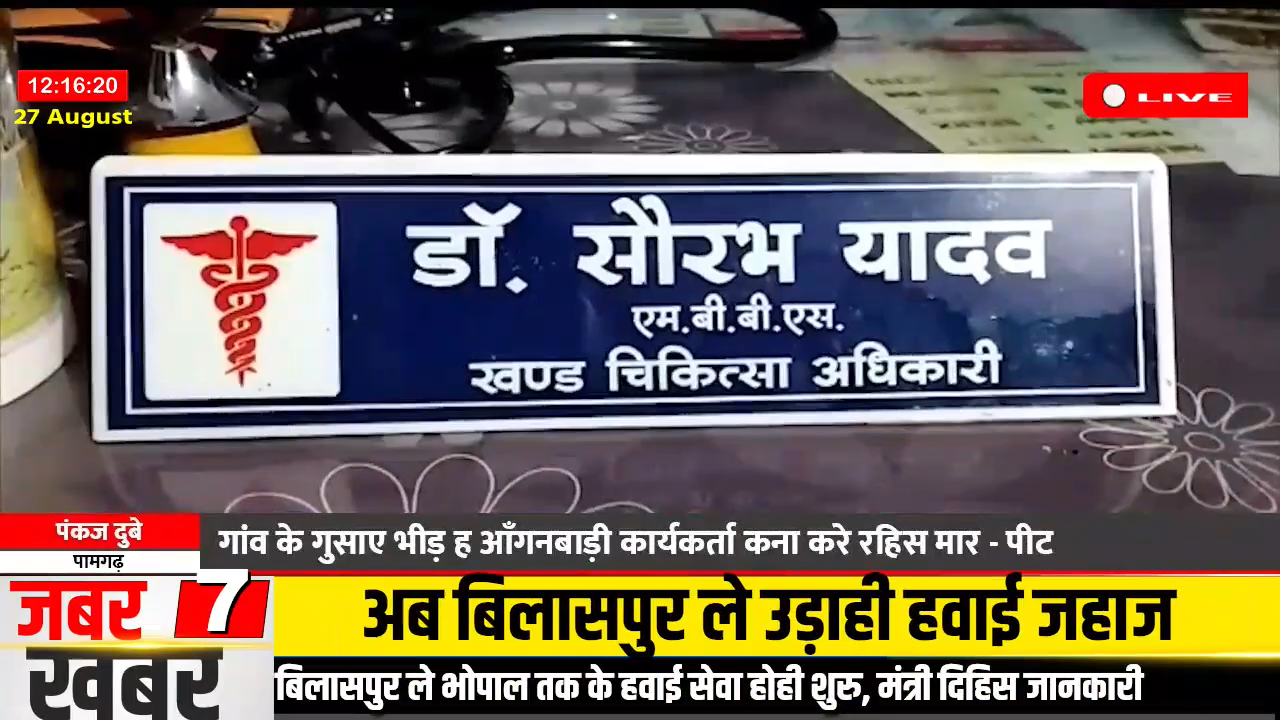 12:16:20
27 August
LIVE
डॉ. सौरभ यादव
एम.बी.बी.एस.
खण्ड चिकित्सा अधिकारी
पंकज दुबे
पामगढ़
गांव के गुसाए भीड़ ह आँगनबाड़ी कार्यकर्ता कना करे रहिस मार - पीट
जबर 7
खबर
अब बिलासपुर ले उड़ाही हवाई जहाज
बिलासपुर ले भोपाल तक के हवाई सेवा होही शुरु, मंत्री दिहिस जानकारी